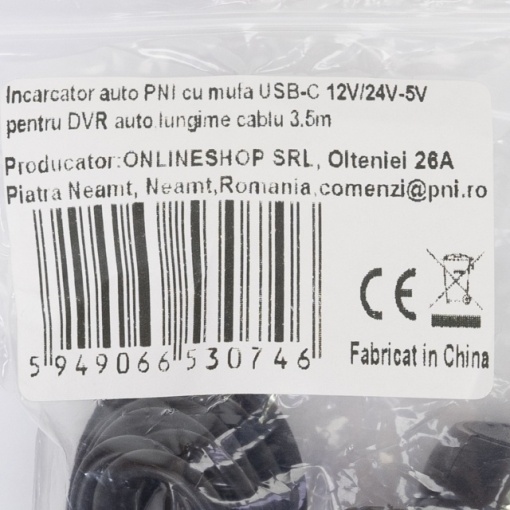 Incarcator auto PNI cu mufa USB-C 12V/24V-5V
pentru DVR auto, lungime cablu 3.5m
Producator:ONLINESHOP SRL, Olteniei 26A
Piatra Neamt, Neamt,Romania,comenzi@pni.ro
CE
5 949066 530746
Fabricat in China